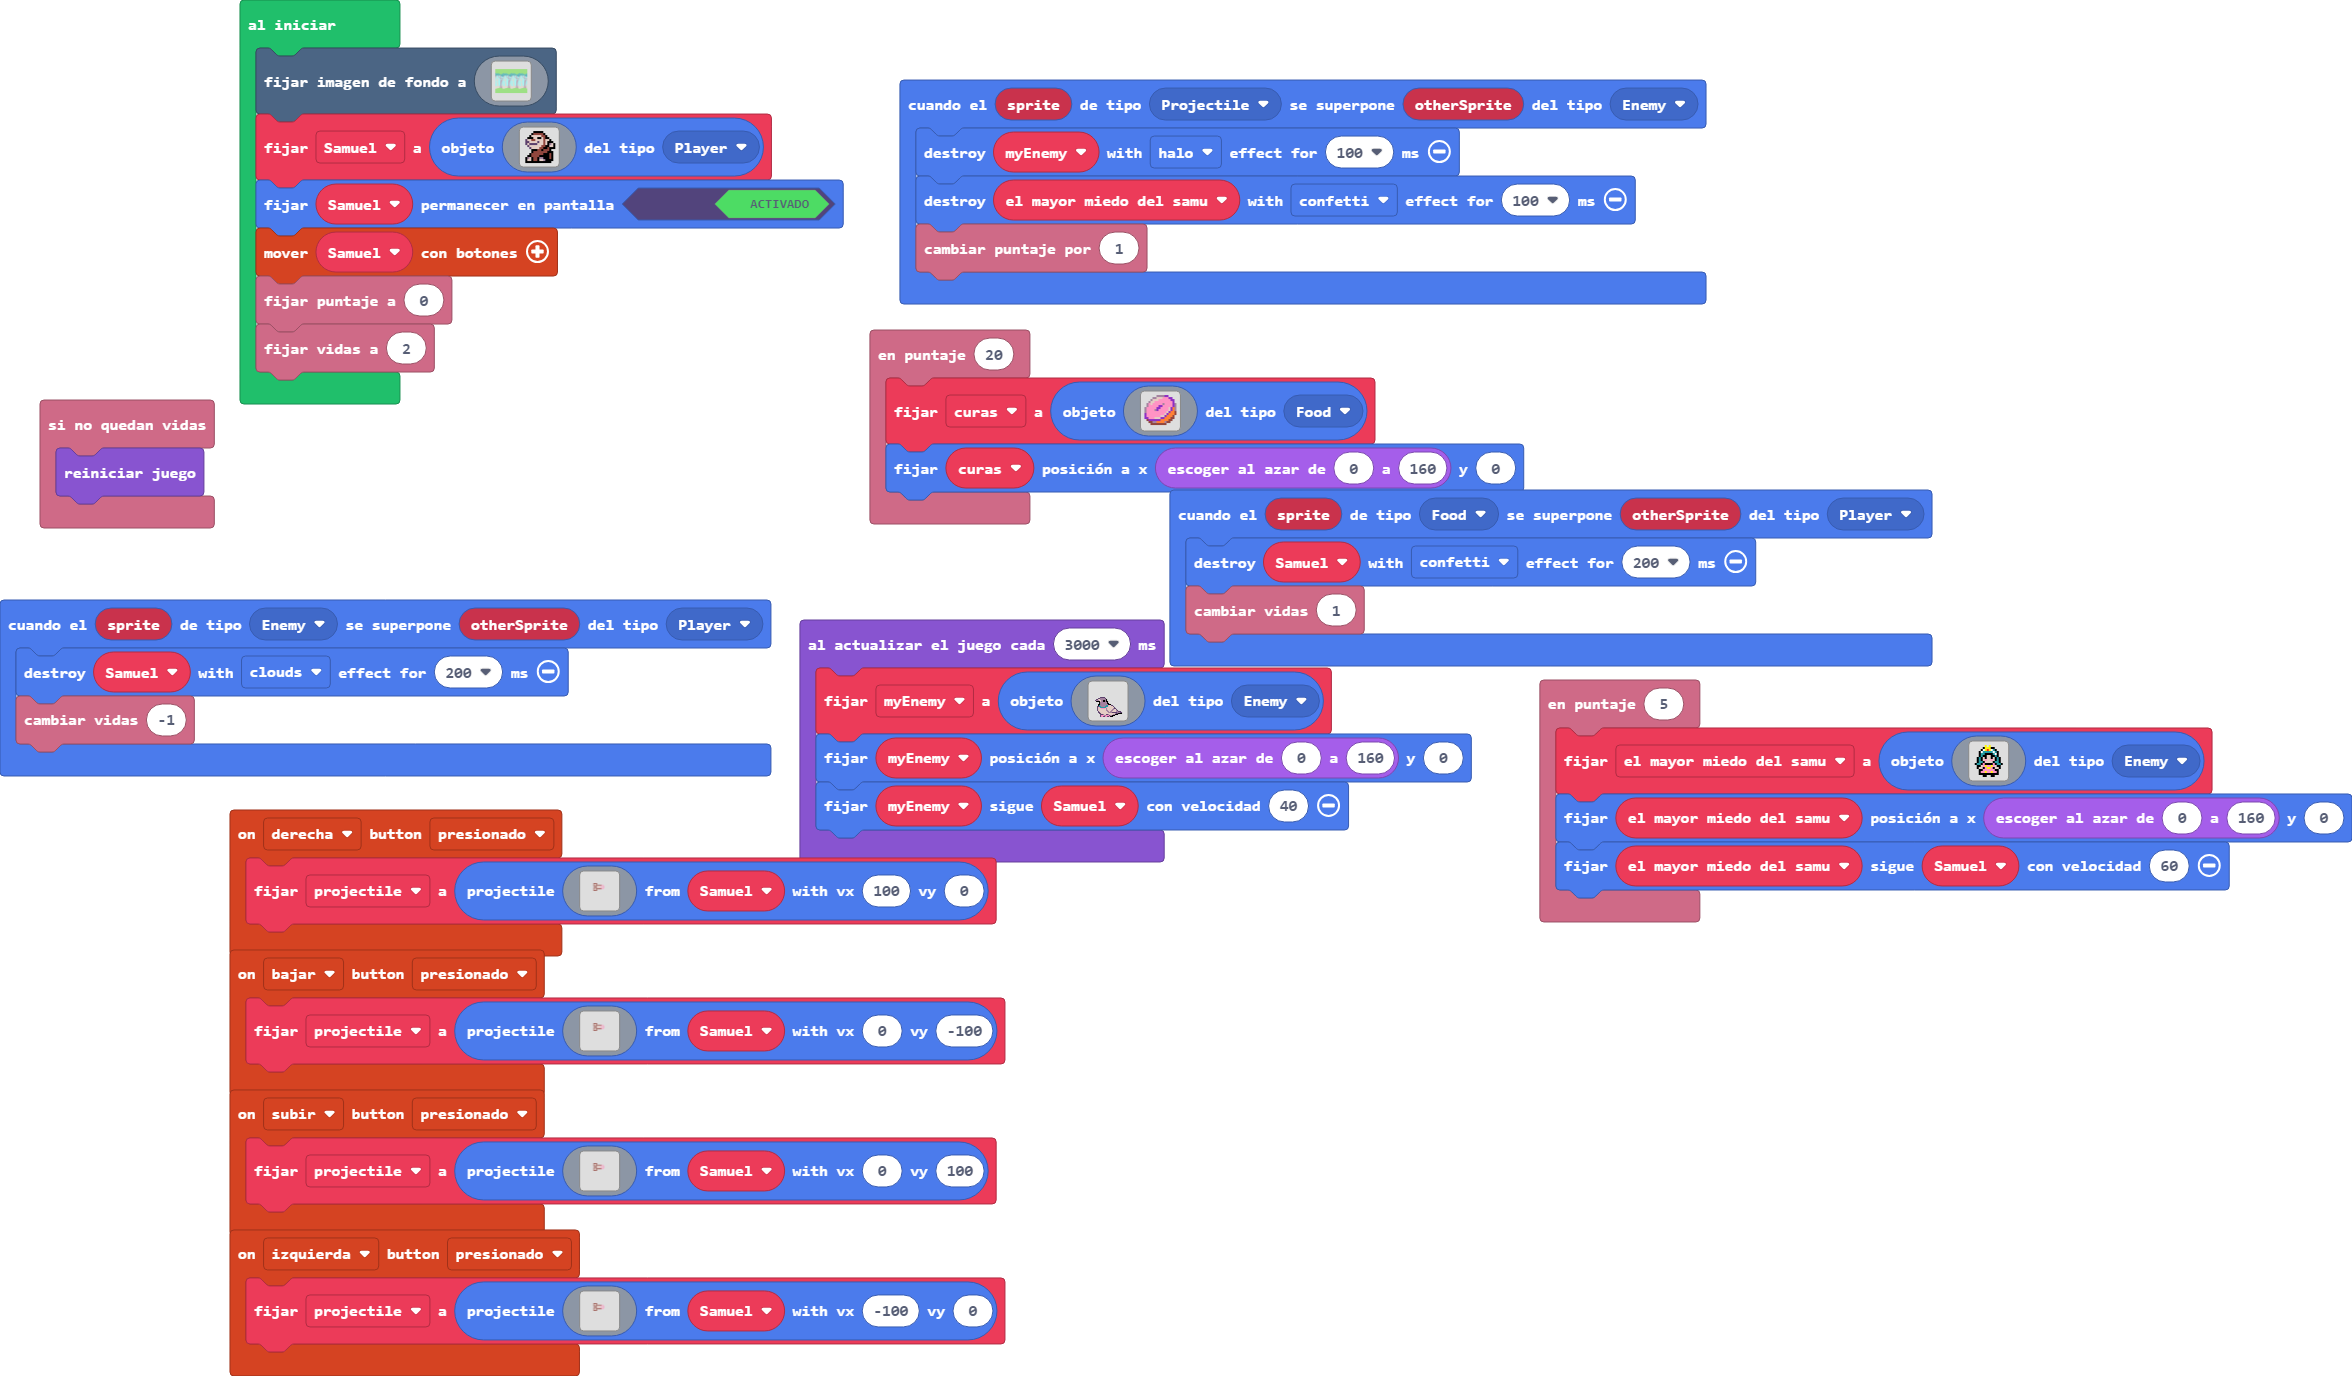 al iniciar
fijar imagen de fondo a
fijar Samuel a objeto del tipo Player
fijar Samuel permanecer en pantalla ACTIVADO
mover Samuel con botones
fijar puntaje a 0
fijar vidas a 2
si no quedan vidas
reiniciar juego
cuando el sprite de tipo Projectile se superpone otherSprite del tipo Enemy
destroy myEnemy with halo effect for 100 ms
destroy el mayor miedo del samu with confetti effect for 100 ms
cambiar puntaje por 1
en puntaje 20
fijar curas a objeto del tipo Food
fijar curas posición a x escoger al azar de 0 a 160 y 0
cuando el sprite de tipo Food se superpone otherSprite del tipo Player
destroy Samuel with confetti effect for 200 ms
cambiar vidas 1
cuando el sprite de tipo Enemy se superpone otherSprite del tipo Player
destroy Samuel with clouds effect for 200 ms
cambiar vidas -1
al actualizar el juego cada 3000 ms
fijar myEnemy a objeto del tipo Enemy
fijar myEnemy posición a x escoger al azar de 0 a 160 y 0
fijar myEnemy sigue Samuel con velocidad 40
en puntaje 5
fijar el mayor miedo del samu a objeto del tipo Enemy
fijar el mayor miedo del samu posición a x escoger al azar de 0 a 160 y 0
fijar el mayor miedo del samu sigue Samuel con velocidad 60
on derecha button presionado
fijar projectile a projectile from Samuel with vx 100 vy 0
on bajar button presionado
fijar projectile a projectile from Samuel with vx 0 vy -100
on subir button presionado
fijar projectile a projectile from Samuel with vx 0 vy 100
on izquierda button presionado
fijar projectile a projectile from Samuel with vx -100 vy 0